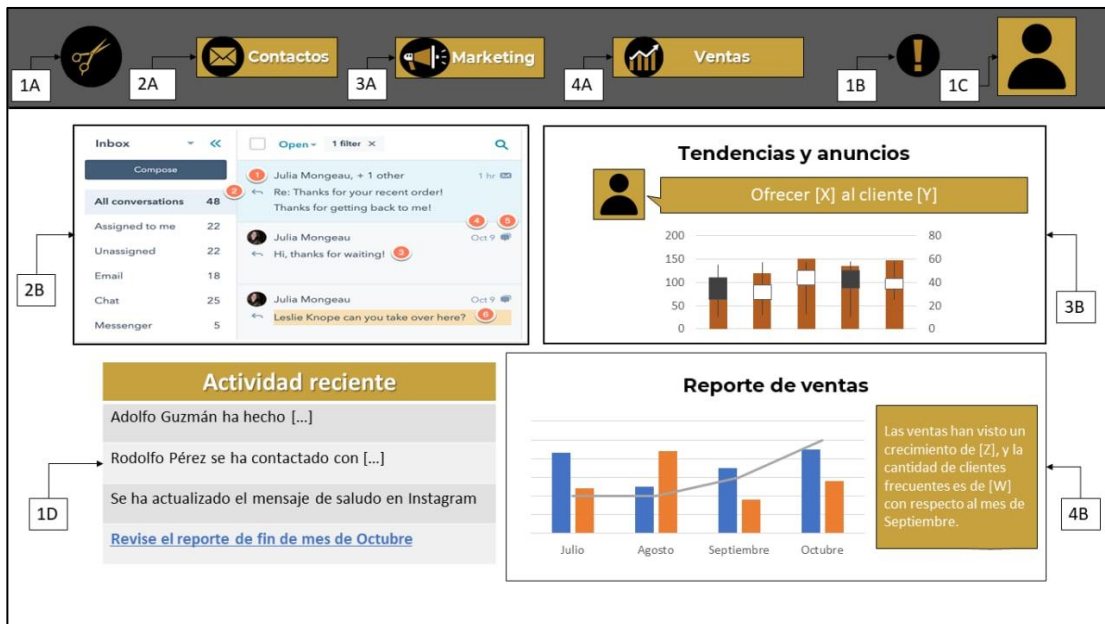 Contactos
Marketing
Ventas
1A
2A
3A
4A
1B
1C
Inbox
Compose
All conversations 48
Assigned to me 22
Unassigned 22
Email 18
Chat 25
Messenger 5
Open
1 filter ×
1 Julia Mongeau, + 1 other 1 hr
2 Re: Thanks for your recent order!
Thanks for getting back to me!
4 5
Julia Mongeau Oct 9
Hi, thanks for waiting! 3
Julia Mongeau Oct 9
Leslie Knope can you take over here? 6
2B
Tendencias y anuncios
Ofrecer [X] al cliente [Y]
200 80
150 60
100 40
50 20
0 0
3B
Actividad reciente
Adolfo Guzmán ha hecho [...]
Rodolfo Pérez se ha contactado con [...]
Se ha actualizado el mensaje de saludo en Instagram
Revise el reporte de fin de mes de Octubre
1D
Reporte de ventas
Julio Agosto Septiembre Octubre
Las ventas han visto un
crecimiento de [Z], y la
cantidad de clientes
frecuentes es de [W]
con respecto al mes de
Septiembre.
4B